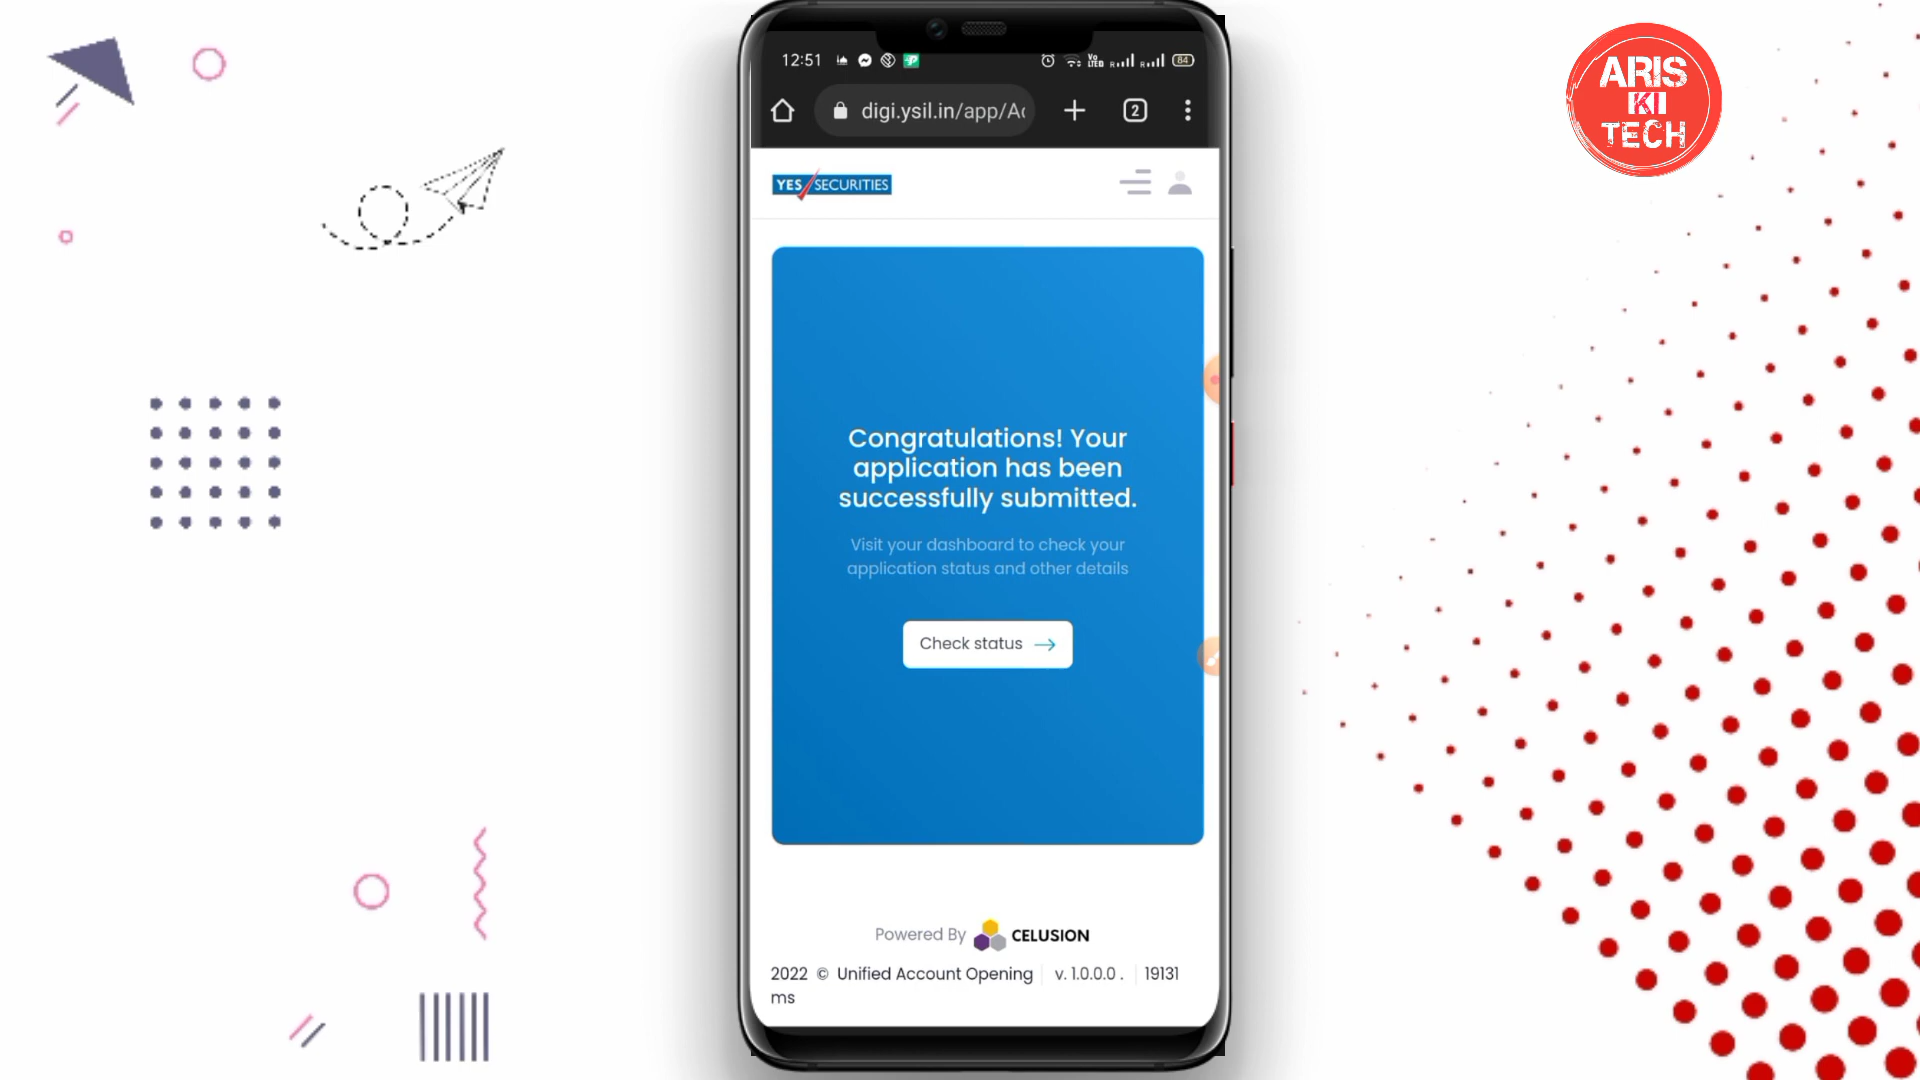 ARIS
KI
TECH
12:51
84
digi.ysil.in/app/Ac
2
YES SECURITIES
Congratulations! Your
application has been
successfully submitted.
Visit your dashboard to check your
application status and other details
Check status
Powered By CELUSION
2022 © Unified Account Opening v. 1.0.0.0 . 19131
ms